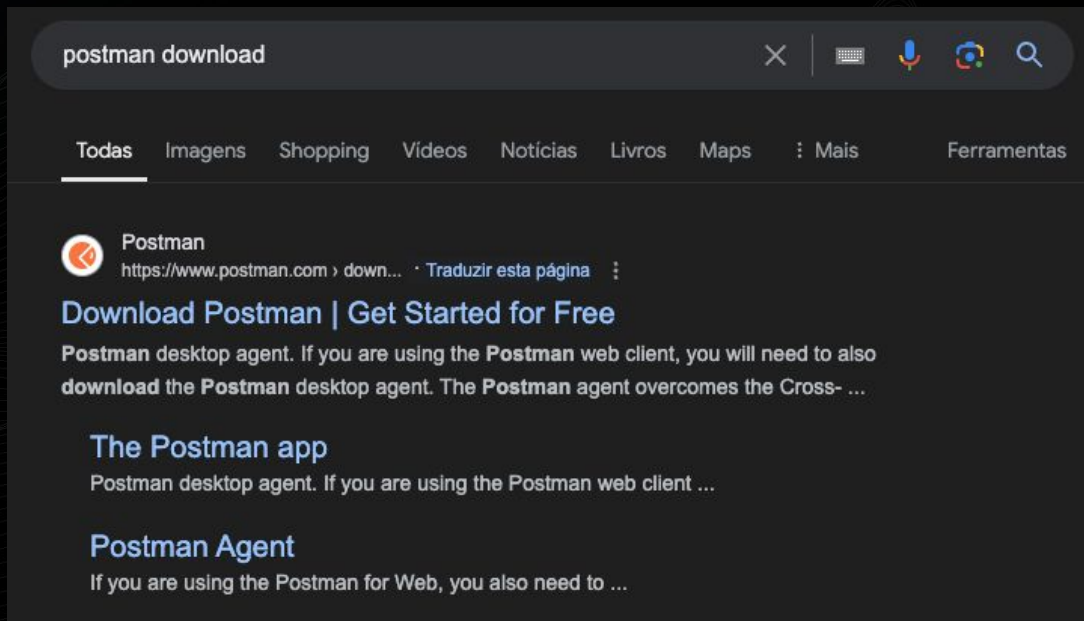 postman download
Todas Imagens Shopping Vídeos Notícias Livros Maps Mais Ferramentas
Postman
https://www.postman.com › down... · Traduzir esta página
Download Postman | Get Started for Free
Postman desktop agent. If you are using the Postman web client, you will need to also
download the Postman desktop agent. The Postman agent overcomes the Cross- ...
The Postman app
Postman desktop agent. If you are using the Postman web client ...
Postman Agent
If you are using the Postman for Web, you also need to ...